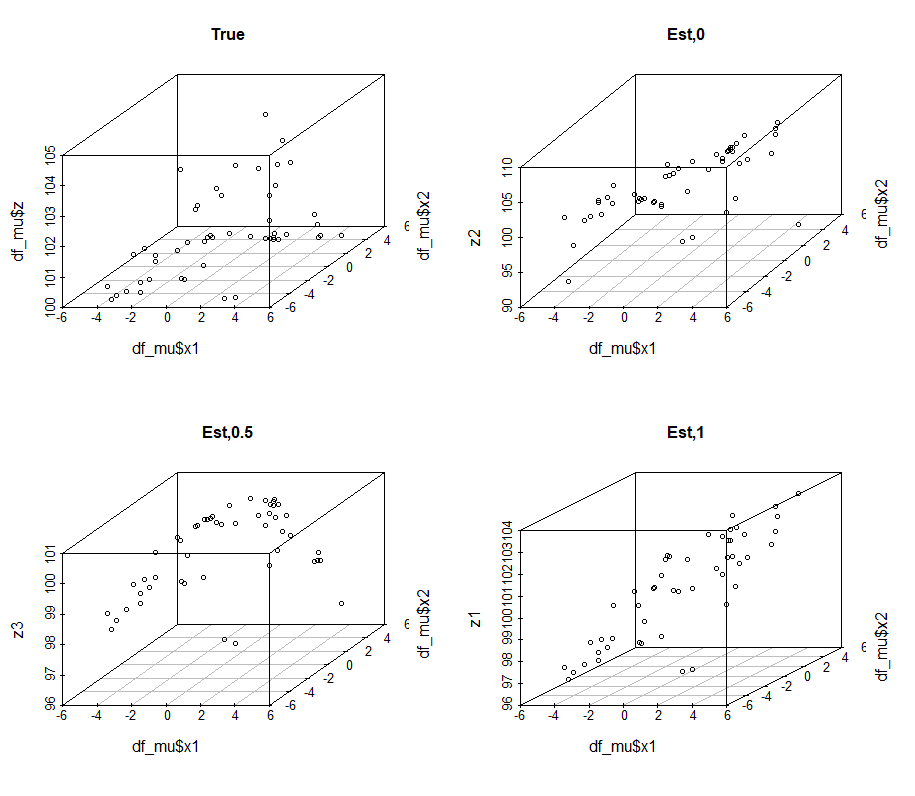 True
df_mu$z
100 101 102 103 104 105
-6 -4 -2 0 2 4 6
df_mu$x1
-6 -4 -2 0 2 4 6
df_mu$x2
Est,0
z2
90 95 100 105 110
-6 -4 -2 0 2 4 6
df_mu$x1
-6 -4 -2 0 2 4 6
df_mu$x2
Est,0.5
z3
96 97 98 99 100 101
-6 -4 -2 0 2 4 6
df_mu$x1
-6 -4 -2 0 2 4 6
df_mu$x2
Est,1
z1
96 97 98 99 100 101 102 103 104
-6 -4 -2 0 2 4 6
df_mu$x1
-6 -4 -2 0 2 4 6
df_mu$x2